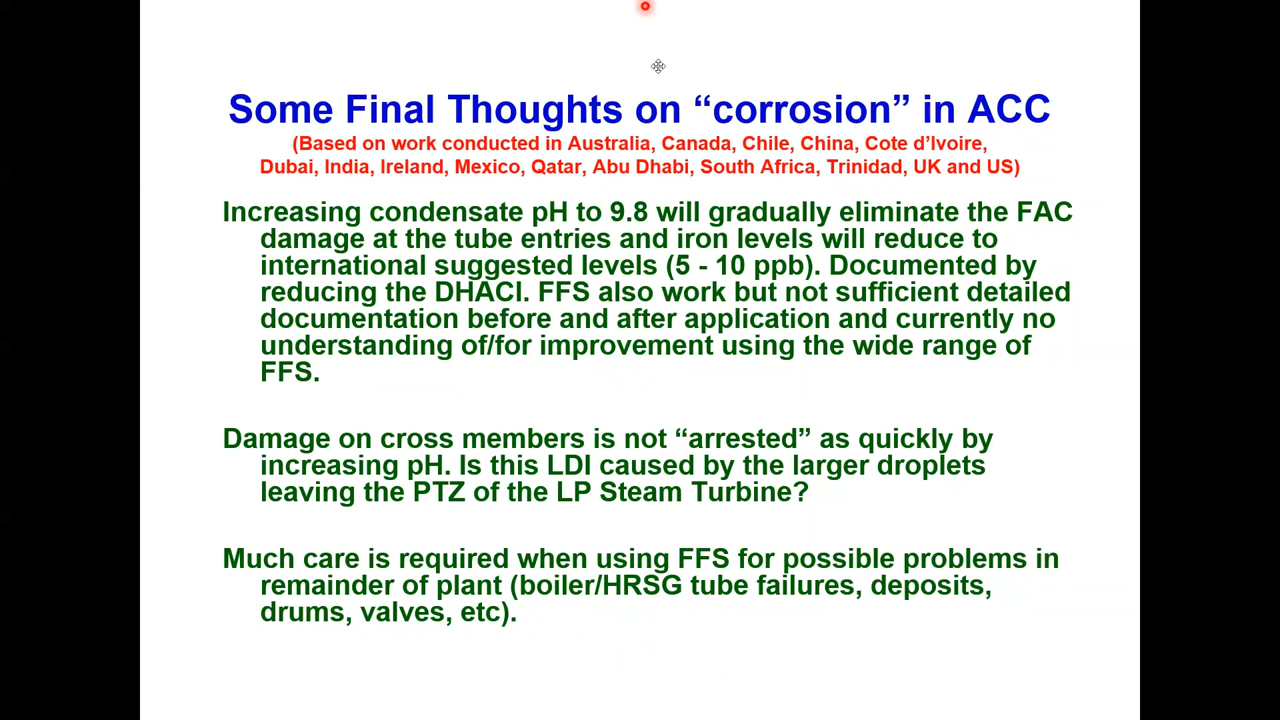 Some Final Thoughts on “corrosion” in ACC
(Based on work conducted in Australia, Canada, Chile, China, Cote d’Ivoire,
Dubai, India, Ireland, Mexico, Qatar, Abu Dhabi, South Africa, Trinidad, UK and US)
Increasing condensate pH to 9.8 will gradually eliminate the FAC
damage at the tube entries and iron levels will reduce to
international suggested levels (5 - 10 ppb). Documented by
reducing the DHACI. FFS also work but not sufficient detailed
documentation before and after application and currently no
understanding of/for improvement using the wide range of
FFS.
Damage on cross members is not “arrested” as quickly by
increasing pH. Is this LDI caused by the larger droplets
leaving the PTZ of the LP Steam Turbine?
Much care is required when using FFS for possible problems in
remainder of plant (boiler/HRSG tube failures, deposits,
drums, valves, etc).